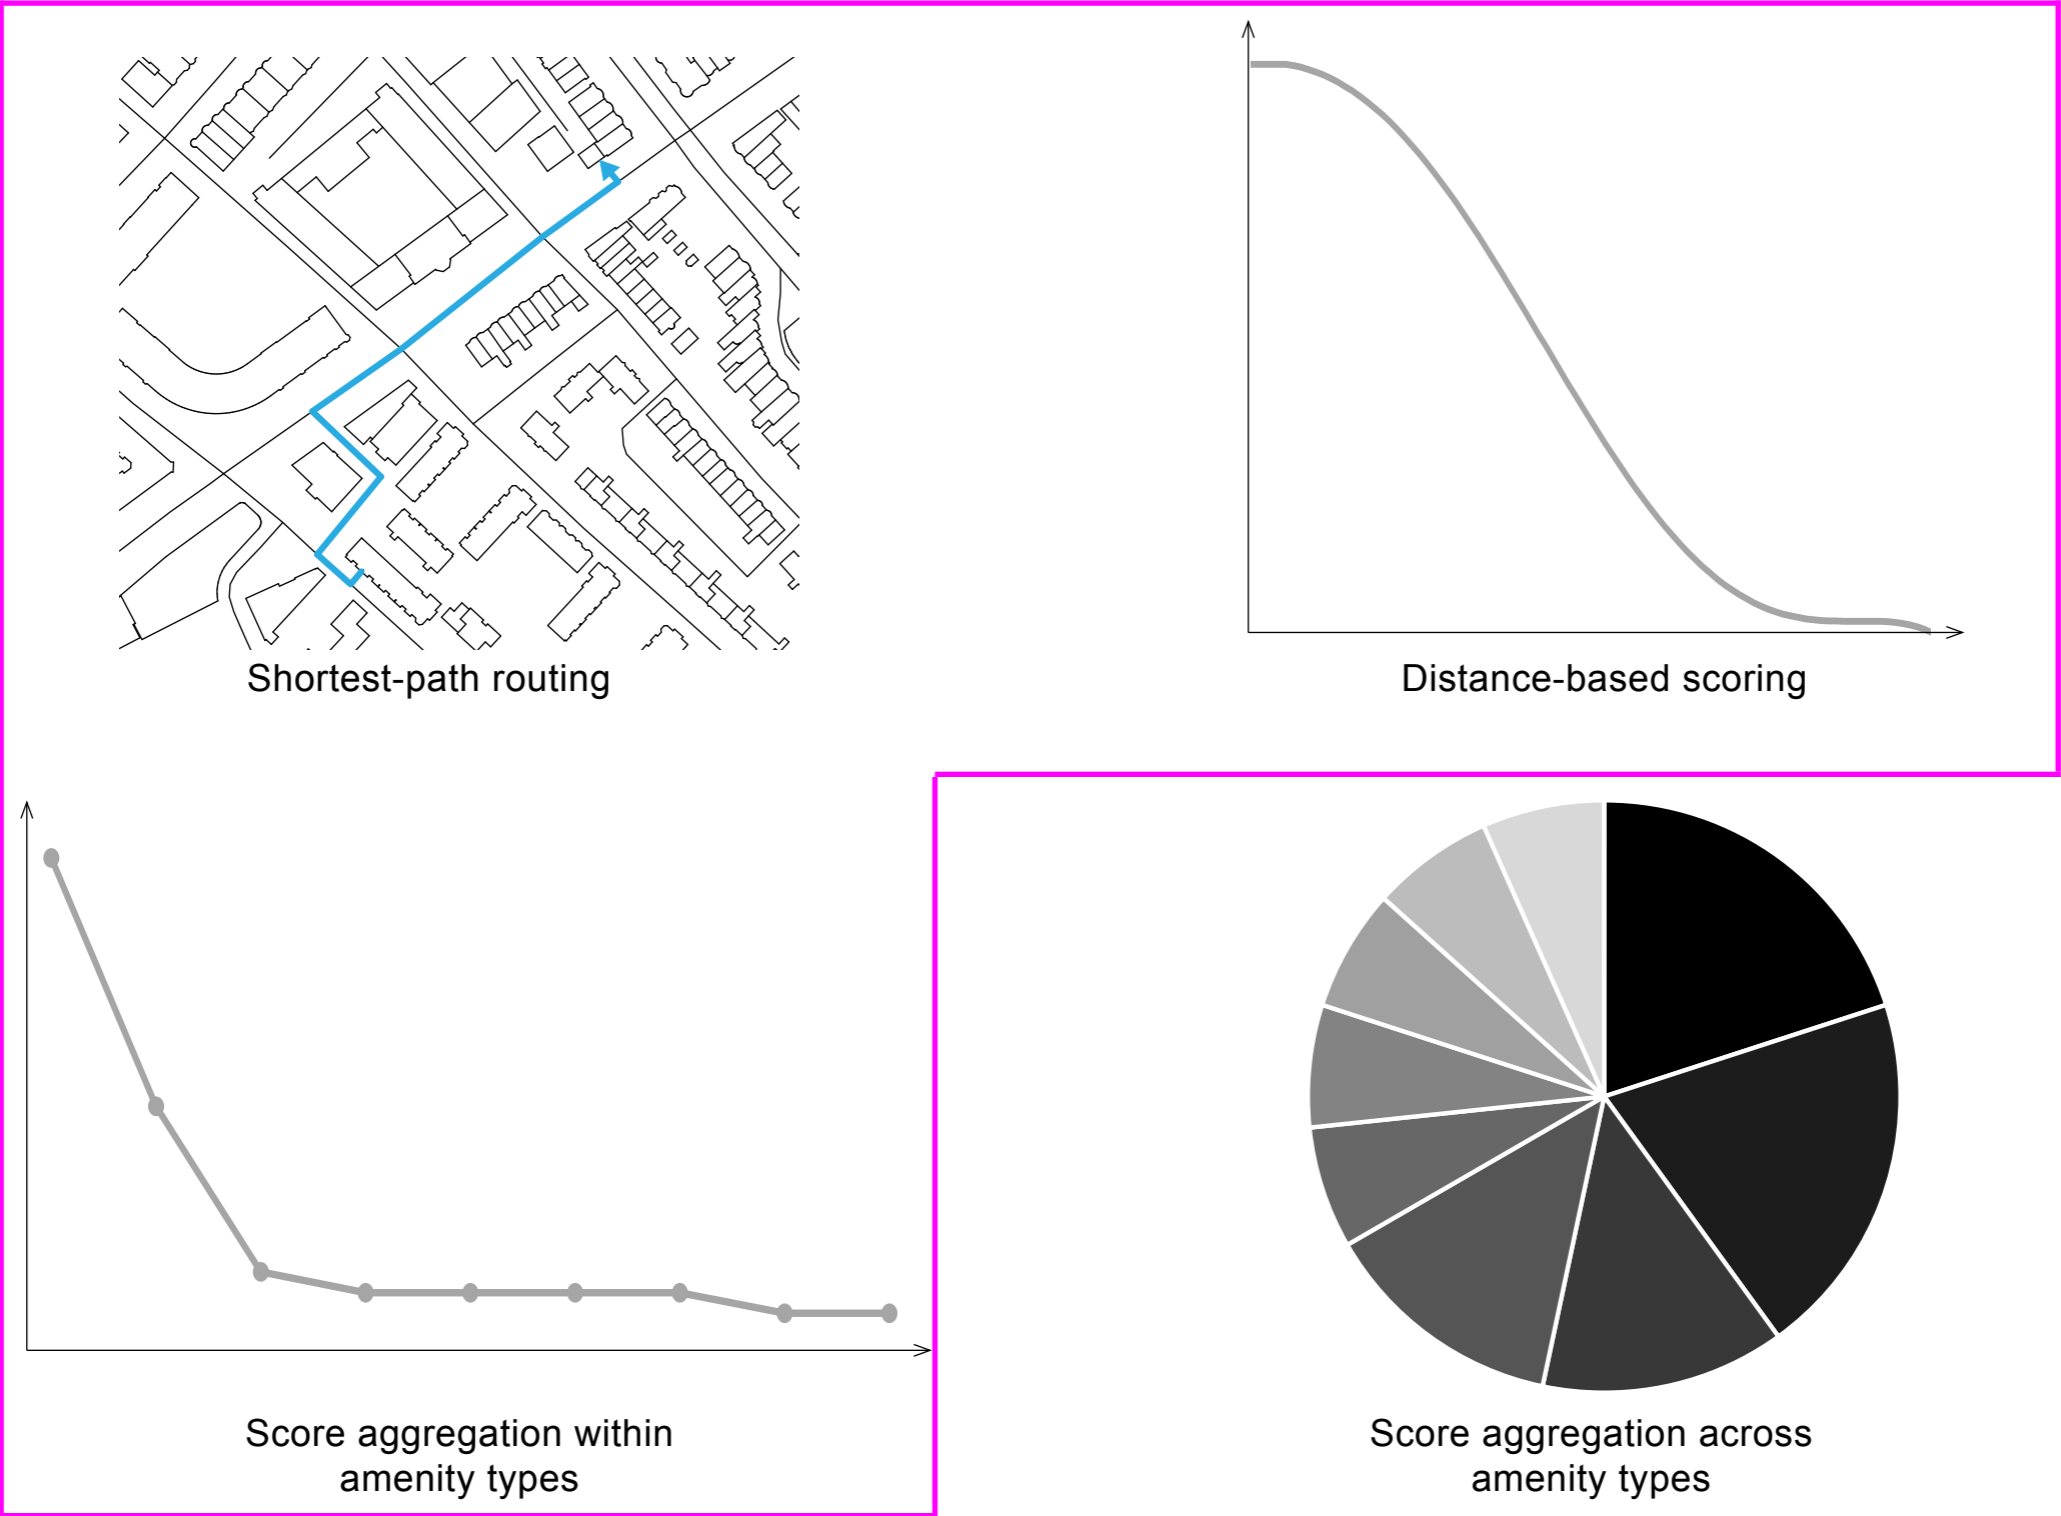 Shortest-path routing
Distance-based scoring
Score aggregation within
amenity types
Score aggregation across
amenity types